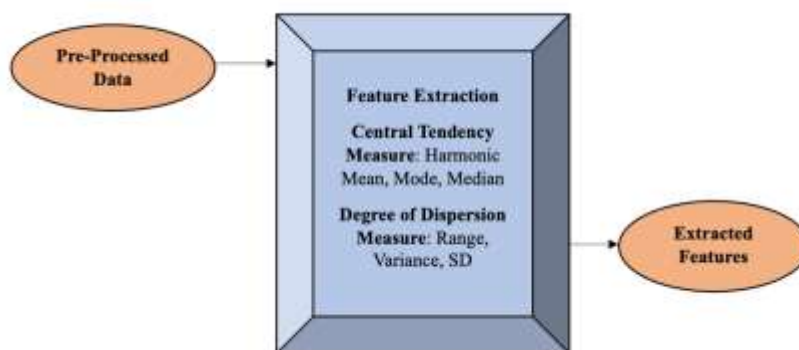 Pre-Processed
Data
Feature Extraction
Central Tendency
Measure: Harmonic
Mean, Mode, Median
Degree of Dispersion
Measure: Range,
Variance, SD
Extracted
Features